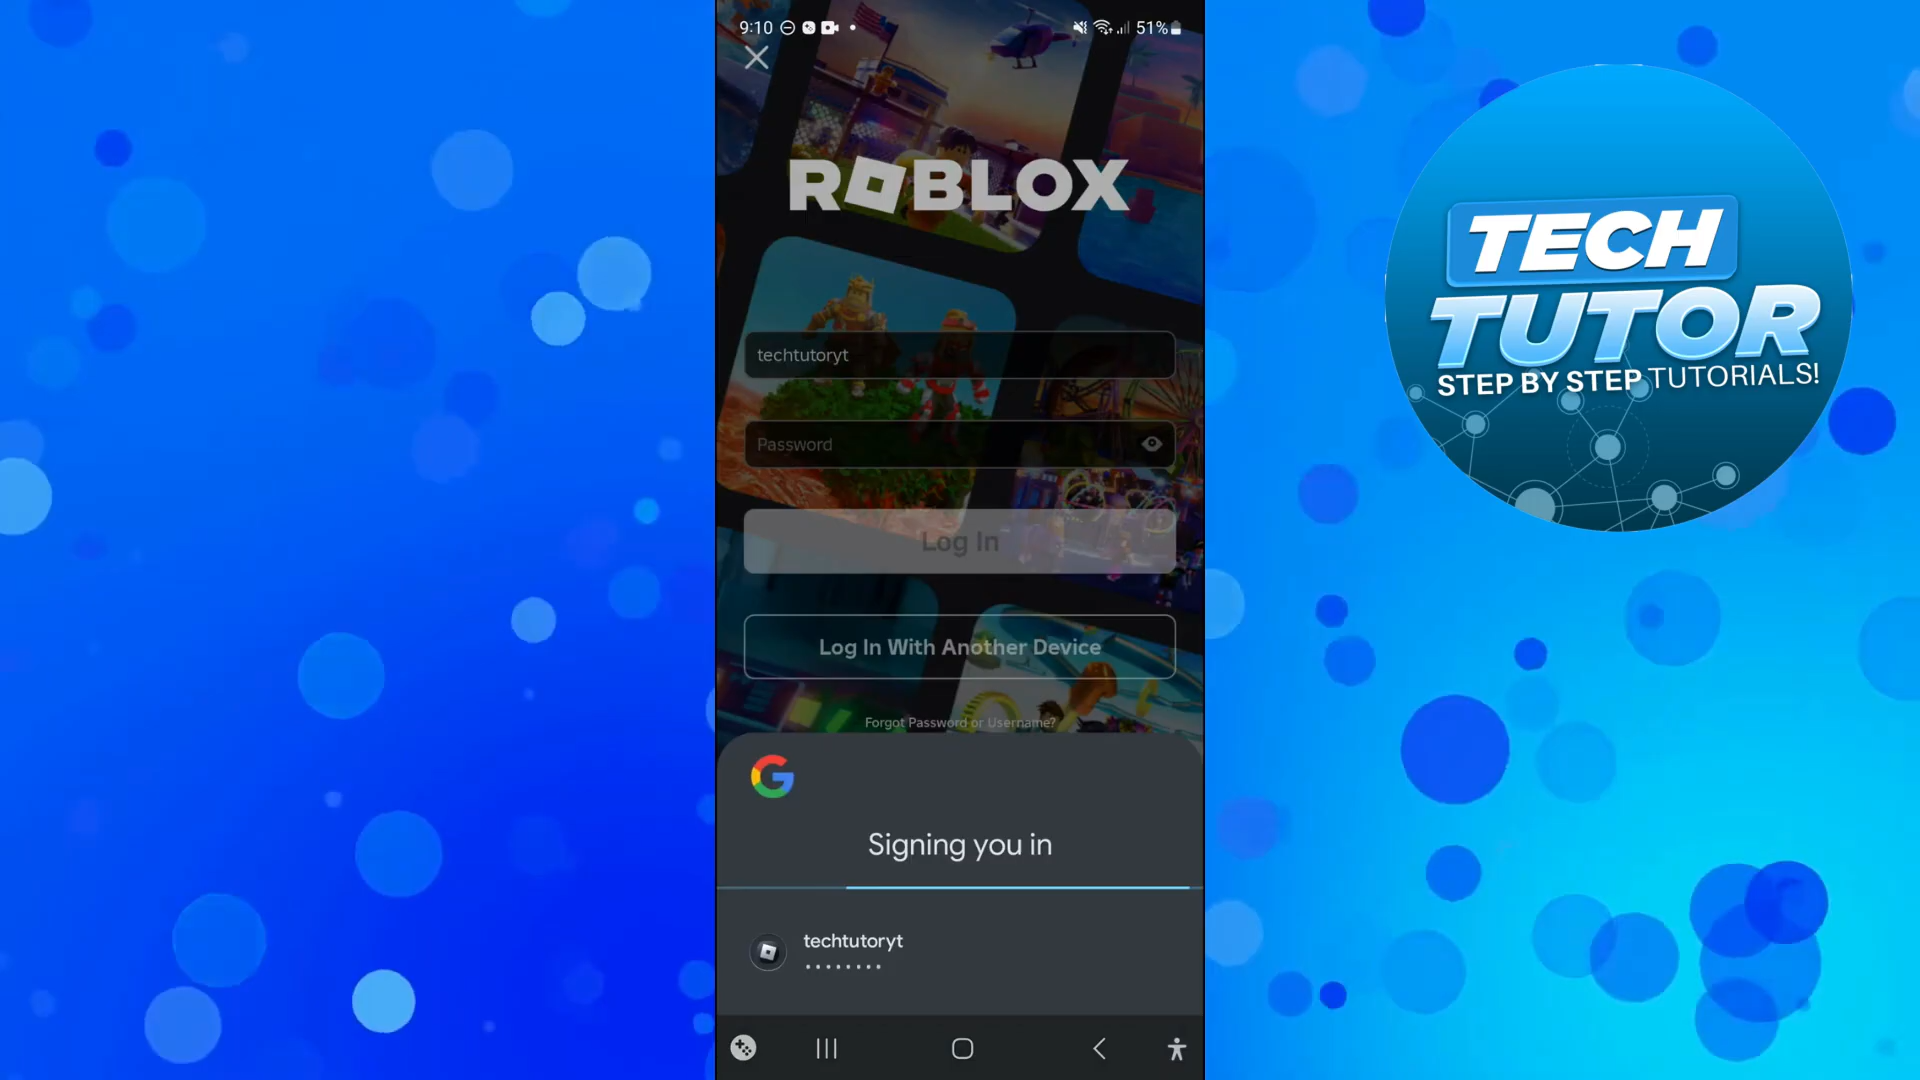 9:10
51%
ROBLOX
techtutoryt
Password
Log In
Log In With Another Device
Forgot Password or Username?
Signing you in
techtutoryt
TECH
TUTOR
STEP BY STEP TUTORIALS!